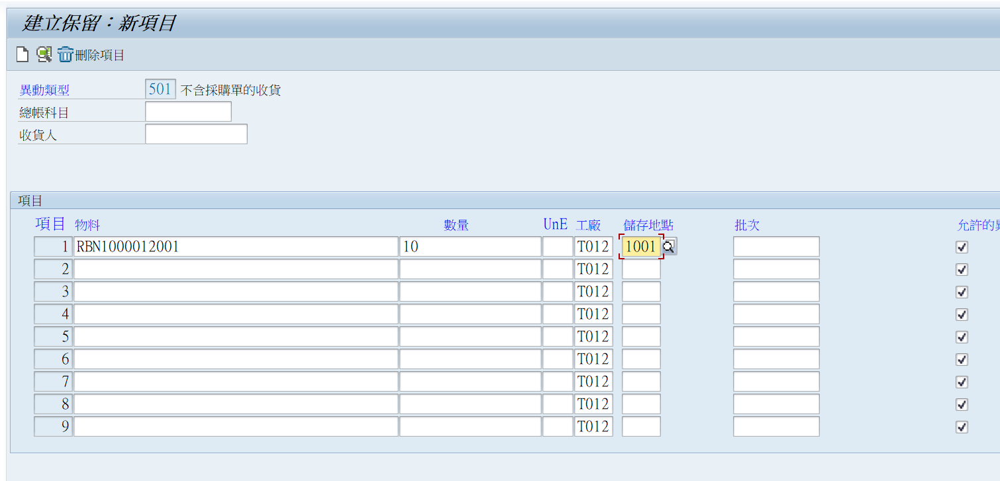 建立保留：新項目
刪除項目
異動類型 501 不含採購單的收貨
總帳科目
收貨人
項目
項目 物料 數量 UnE 工廠 儲存地點 批次 允許的
1 RBN1000012001 10 T012 1001
2 T012
3 T012
4 T012
5 T012
6 T012
7 T012
8 T012
9 T012